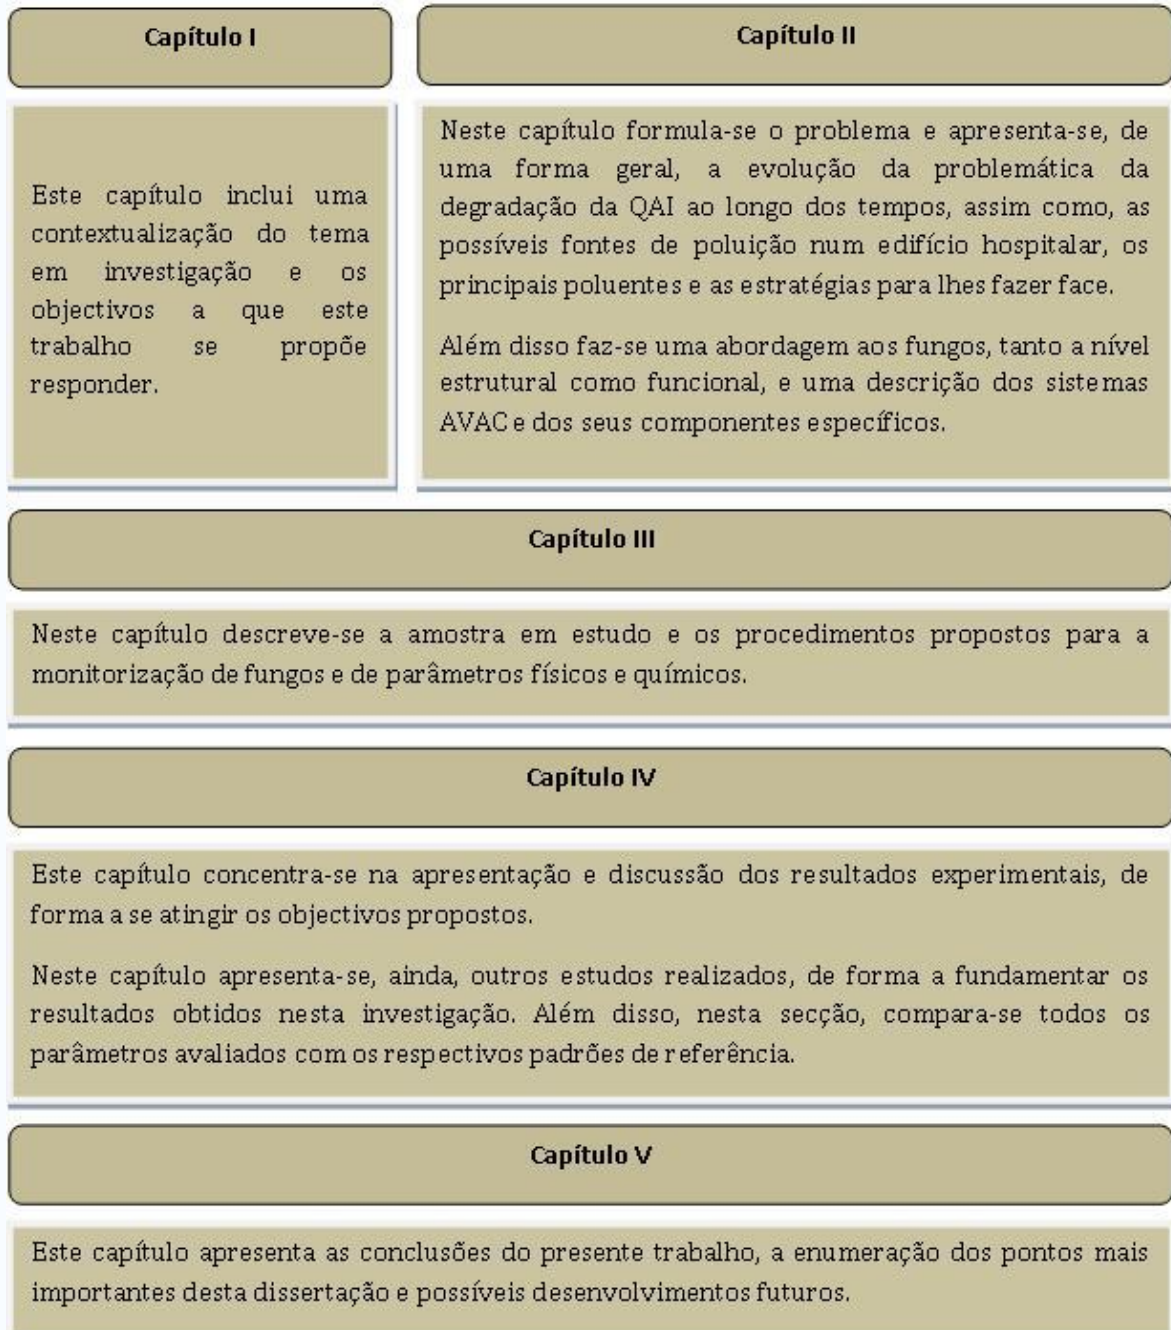 Capítulo I
Este capítulo inclui uma
contextualização do tema
em investigação e os
objectivos a que este
trabalho se propõe
responder.
Capítulo II
Neste capítulo formula-se o problema e apresenta-se, de
uma forma geral, a evolução da problemática da
degradação da QAI ao longo dos tempos, assim como, as
possíveis fontes de poluição num edifício hospitalar, os
principais poluentes e as estratégias para lhes fazer face.
Além disso faz-se uma abordagem aos fungos, tanto a nível
estrutural como funcional, e uma descrição dos sistemas
AVAC e dos seus componentes específicos.
Capítulo III
Neste capítulo descreve-se a amostra em estudo e os procedimentos propostos para a
monitorização de fungos e de parâmetros físicos e químicos.
Capítulo IV
Este capítulo concentra-se na apresentação e discussão dos resultados experimentais, de
forma a se atingir os objectivos propostos.
Neste capítulo apresenta-se, ainda, outros estudos realizados, de forma a fundamentar os
resultados obtidos nesta investigação. Além disso, nesta secção, compara-se todos os
parâmetros avaliados com os respectivos padrões de referência.
Capítulo V
Este capítulo apresenta as conclusões do presente trabalho, a enumeração dos pontos mais
importantes desta dissertação e possíveis desenvolvimentos futuros.